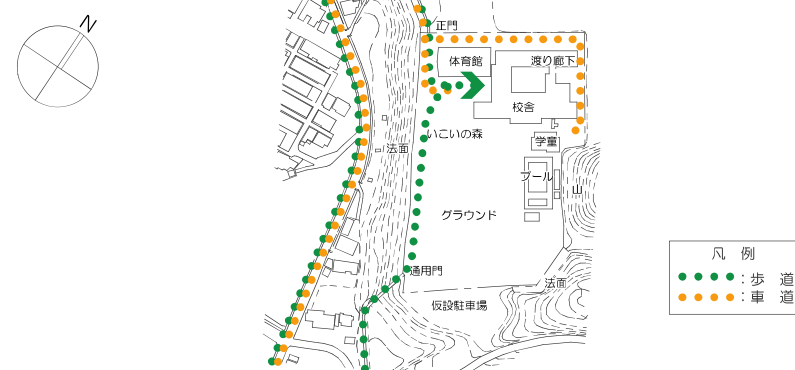 N
正門
体育館
渡り廊下
校舎
いこいの森
法面
学童
プール
山
グラウンド
通用門
法面
仮設駐車場
凡 例
:歩 道
:車 道